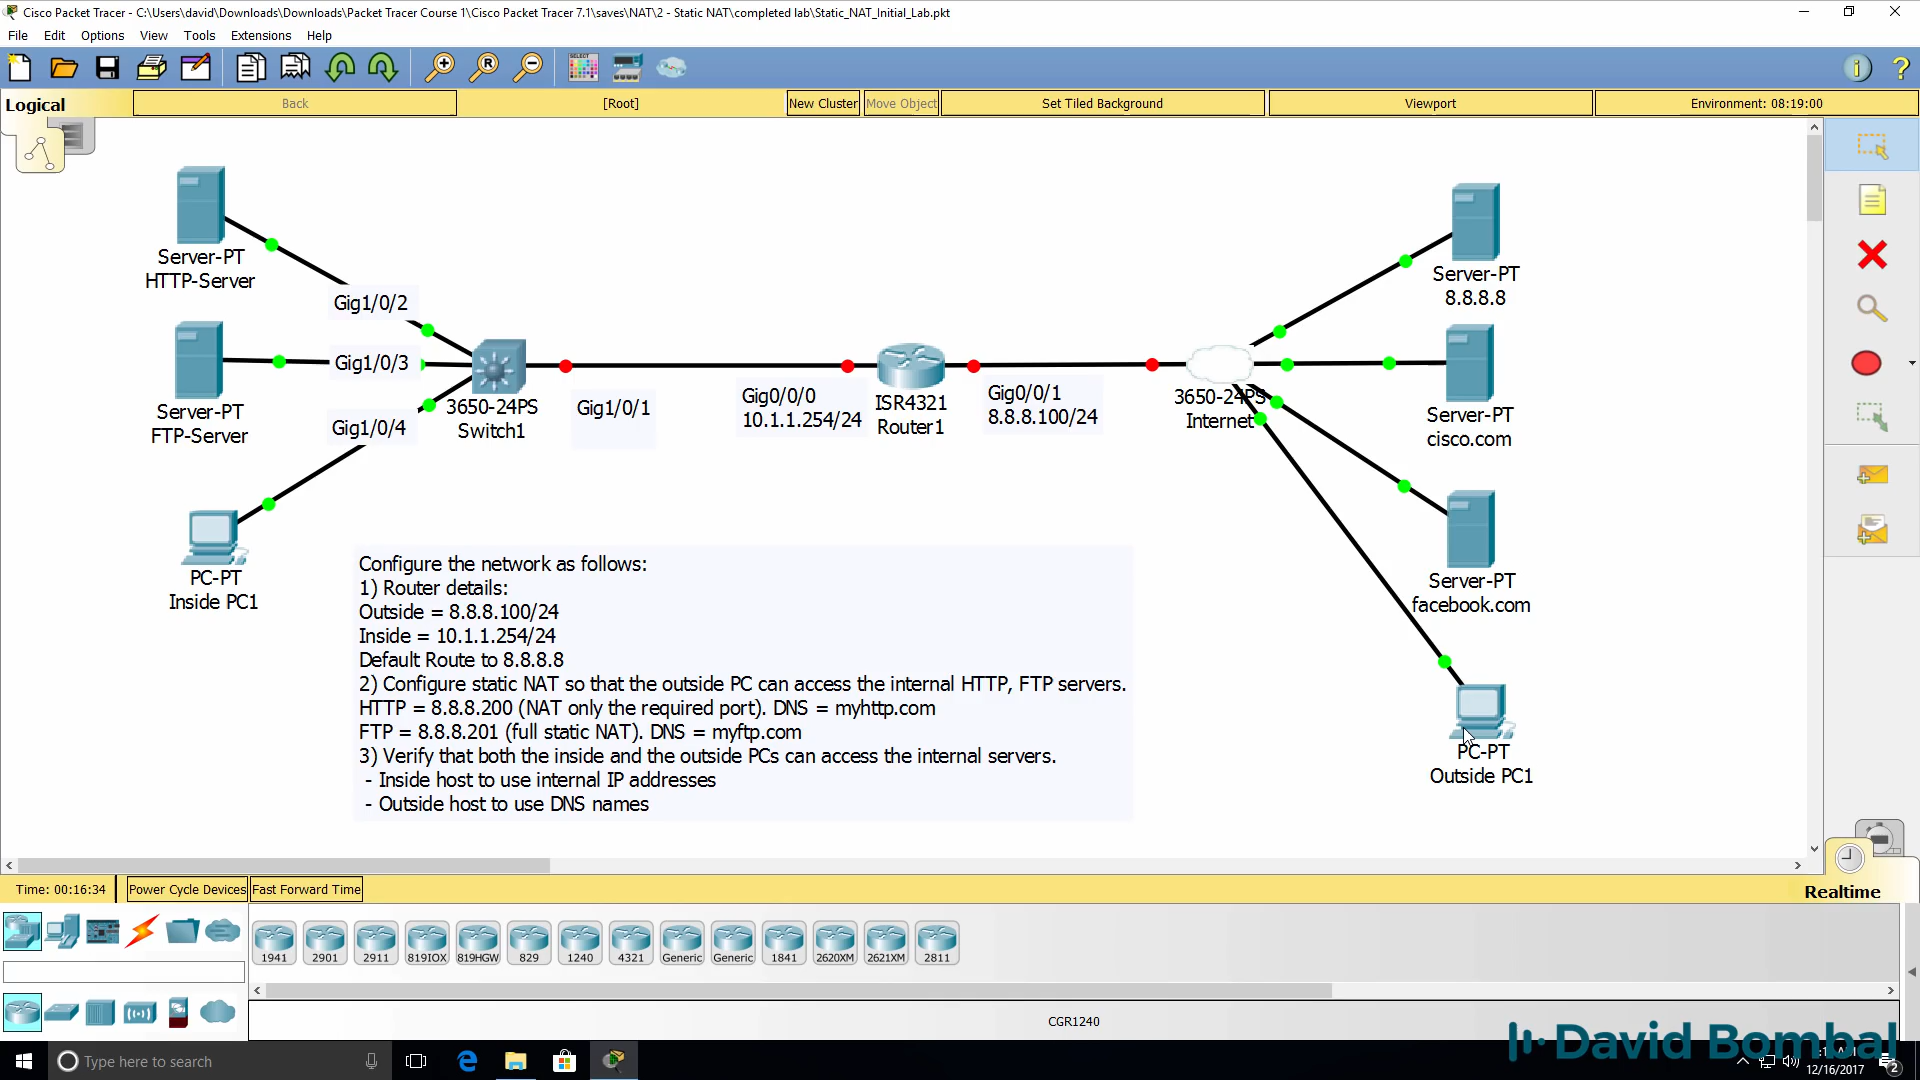 Cisco Packet Tracer - C:\Users\david\Downloads\Downloads\Packet Tracer Course 1\Cisco Packet Tracer 7.1\saves\NAT\2 - Static NAT\completed lab\Static_NAT_Initial_Lab.pkt
File Edit Options View Tools Extensions Help
Logical Back [Root] New Cluster Move Object Set Tiled Background Viewport Environment: 08:19:00
Server-PT
HTTP-Server
Gig1/0/2
Server-PT
FTP-Server
Gig1/0/3
Gig1/0/4
3650-24PS
Switch1
Gig1/0/1
Gig0/0/0
10.1.1.254/24
ISR4321
Router1
Gig0/0/1
8.8.8.100/24
3650-24PS
Internet
Server-PT
8.8.8.8
Server-PT
cisco.com
Server-PT
facebook.com
PC-PT
Inside PC1
PC-PT
Outside PC1
Configure the network as follows:
1) Router details:
Outside = 8.8.8.100/24
Inside = 10.1.1.254/24
Default Route to 8.8.8.8
2) Configure static NAT so that the outside PC can access the internal HTTP, FTP servers.
HTTP = 8.8.8.200 (NAT only the required port). DNS = myhttp.com
FTP = 8.8.8.201 (full static NAT). DNS = myftp.com
3) Verify that both the inside and the outside PCs can access the internal servers.
- Inside host to use internal IP addresses
- Outside host to use DNS names
Time: 00:16:34 Power Cycle Devices Fast Forward Time Realtime
1941 2901 2911 819IOX 819HGW 829 1240 4321 Generic Generic 1841 2620XM 2621XM 2811
CGR1240
David Bombal
Type here to search
12/16/2017
2